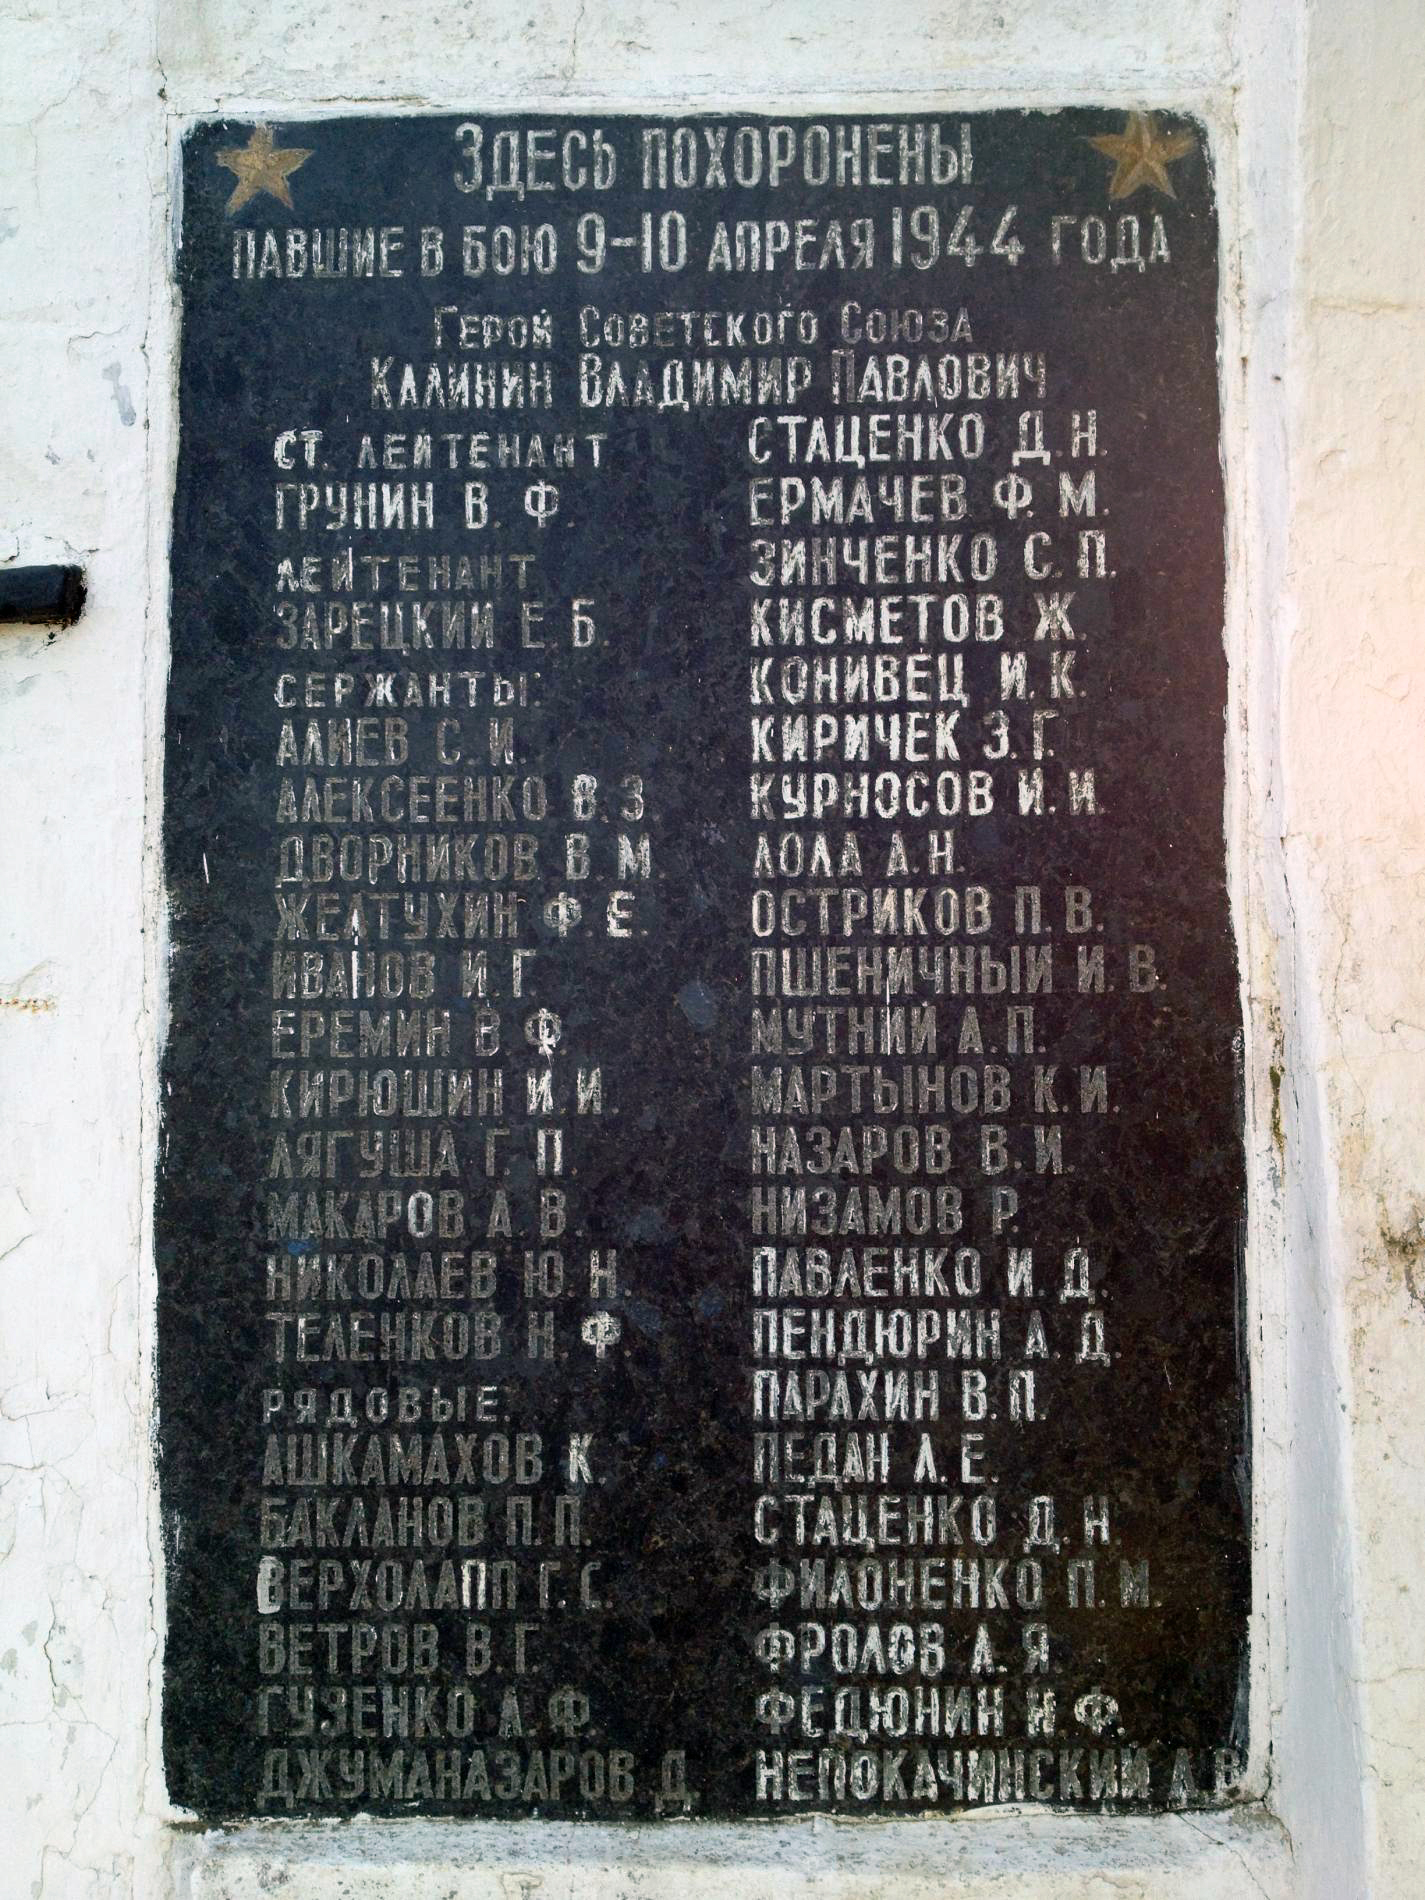 ЗДЕСЬ ПОХОРОНЕНЫ
ПАВШИЕ В БОЮ 9-10 АПРЕЛЯ 1944 ГОДА
ГЕРОЙ СОВЕТСКОГО СОЮЗА
КАЛИНИН ВЛАДИМИР ПАВЛОВИЧ
СТ. ЛЕЙТЕНАНТ
ГРУНИН В. Ф.
ЛЕЙТЕНАНТ
ЗАРЕЦКИЙ Е. Б.
СЕРЖАНТЫ:
АЛИЕВ С. И.
АЛЕКСЕЕНКО В. З.
ДВОРНИКОВ В. М.
ЖЕЛТУХИН Ф. Е.
ИВАНОВ И. Г.
ЕРЕМИН В. Ф.
КИРЮШИН И. И.
ЛЯГУША Г. П.
МАКАРОВ А. В.
НИКОЛАЕВ Ю. Н.
ТЕЛЕНКОВ Н. Ф.
РЯДОВЫЕ:
АШКАМАХОВ К.
БАКЛАНОВ П. П.
ВЕРХОЛАПП Г. С.
ВЕТРОВ В. Г.
ГУЗЕНКО А. Ф.
ДЖУМАНАЗАРОВ Д.
СТАЦЕНКО Д. Н.
ЕРМАЧЕВ Ф. М.
ЗИНЧЕНКО С. П.
КИСМЕТОВ Ж.
КОНИВЕЦ И. К.
КИРИЧЕК З. Г.
КУРНОСОВ И. И.
ЛОЛА А. Н.
ОСТРИКОВ П. В.
ПШЕНИЧНЫЙ И. В.
МУТНИЙ А. П.
МАРТЫНОВ К. И.
НАЗАРОВ В. И.
НИЗАМОВ Р.
ПАВЛЕНКО И. Д.
ПЕНДЮРИН А. Д.
ПАРАХИН В. П.
ПЕДАН Л. Е.
СТАЦЕНКО Д. Н.
ФИЛОНЕНКО П. М.
ФРОЛОВ А. Я.
ФЕДЮНИН Н. Ф.
НЕПОКАЧИНСКИЙ А. В.